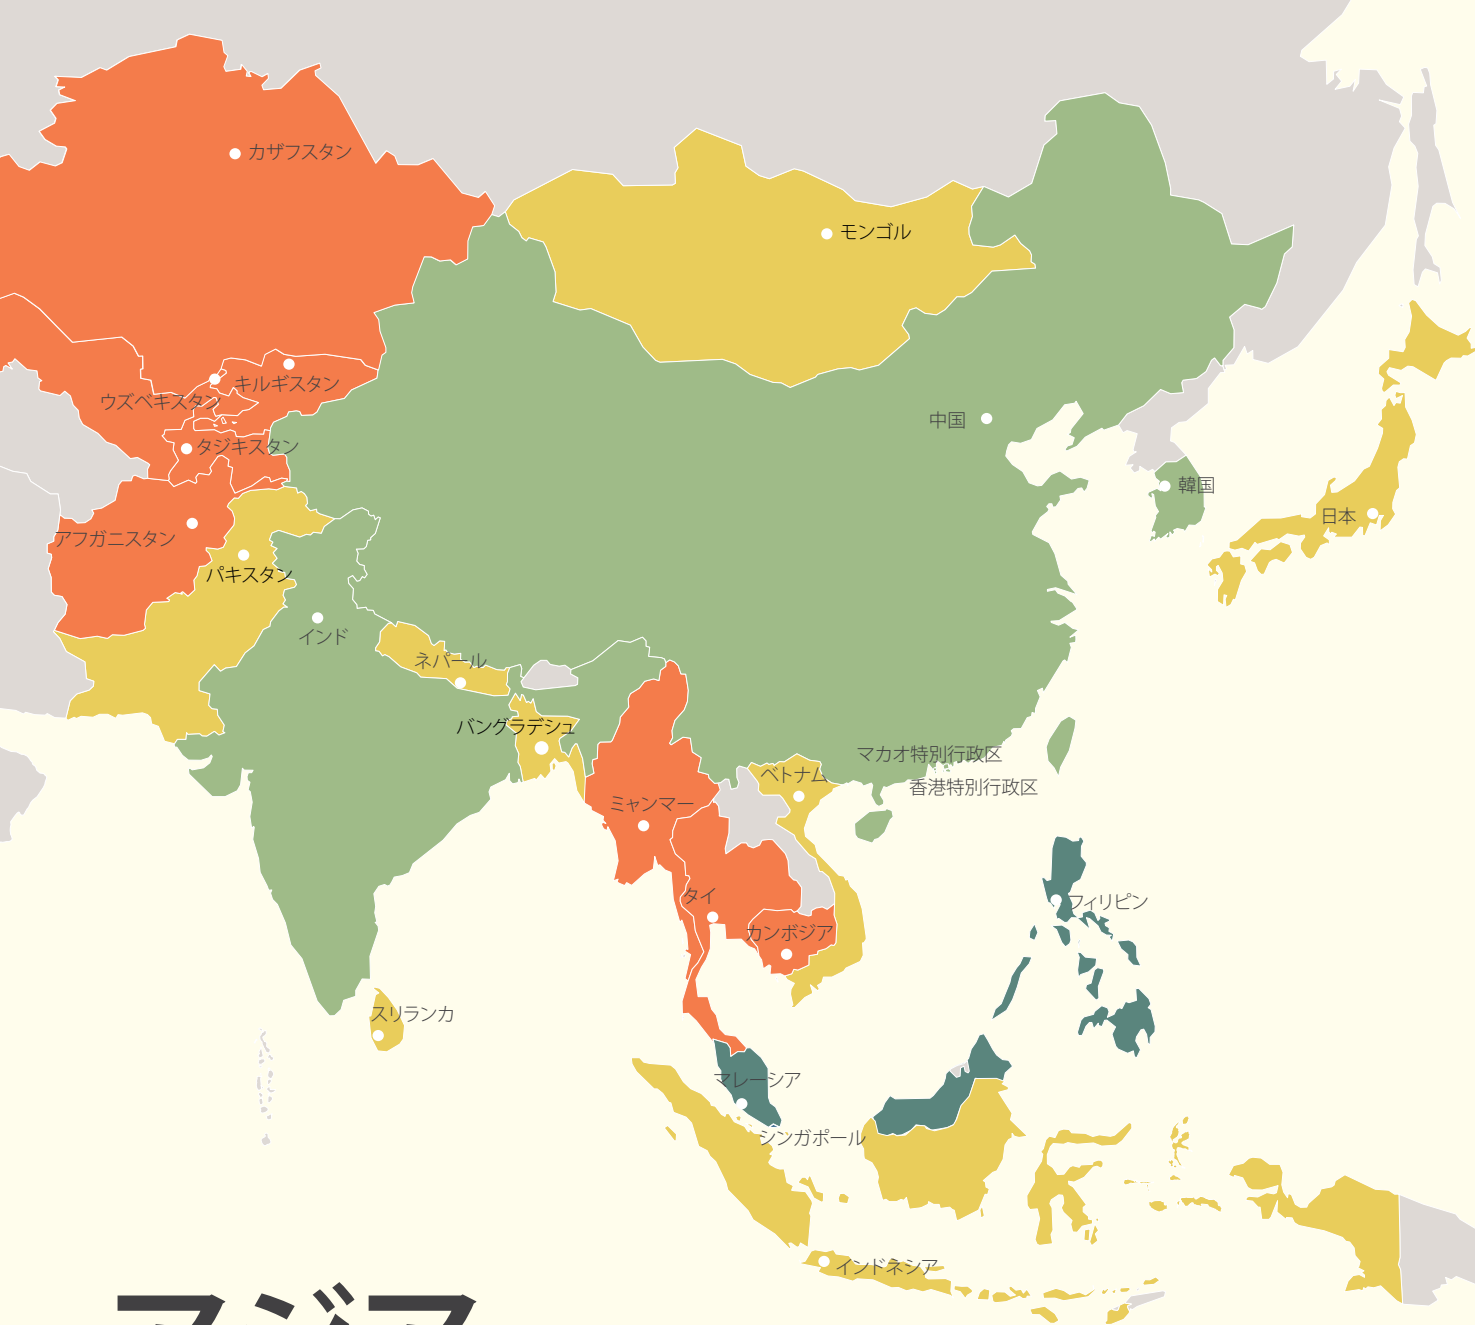 カザフスタン
モンゴル
キルギスタン
ウズベキスタン
中国
タジキスタン
韓国
日本
アフガニスタン
パキスタン
インド
ネパール
バングラデシュ
マカオ特別行政区
ベトナム
香港特別行政区
ミャンマー
タイ
フィリピン
カンボジア
スリランカ
マレーシア
シンガポール
インドネシア
アジア